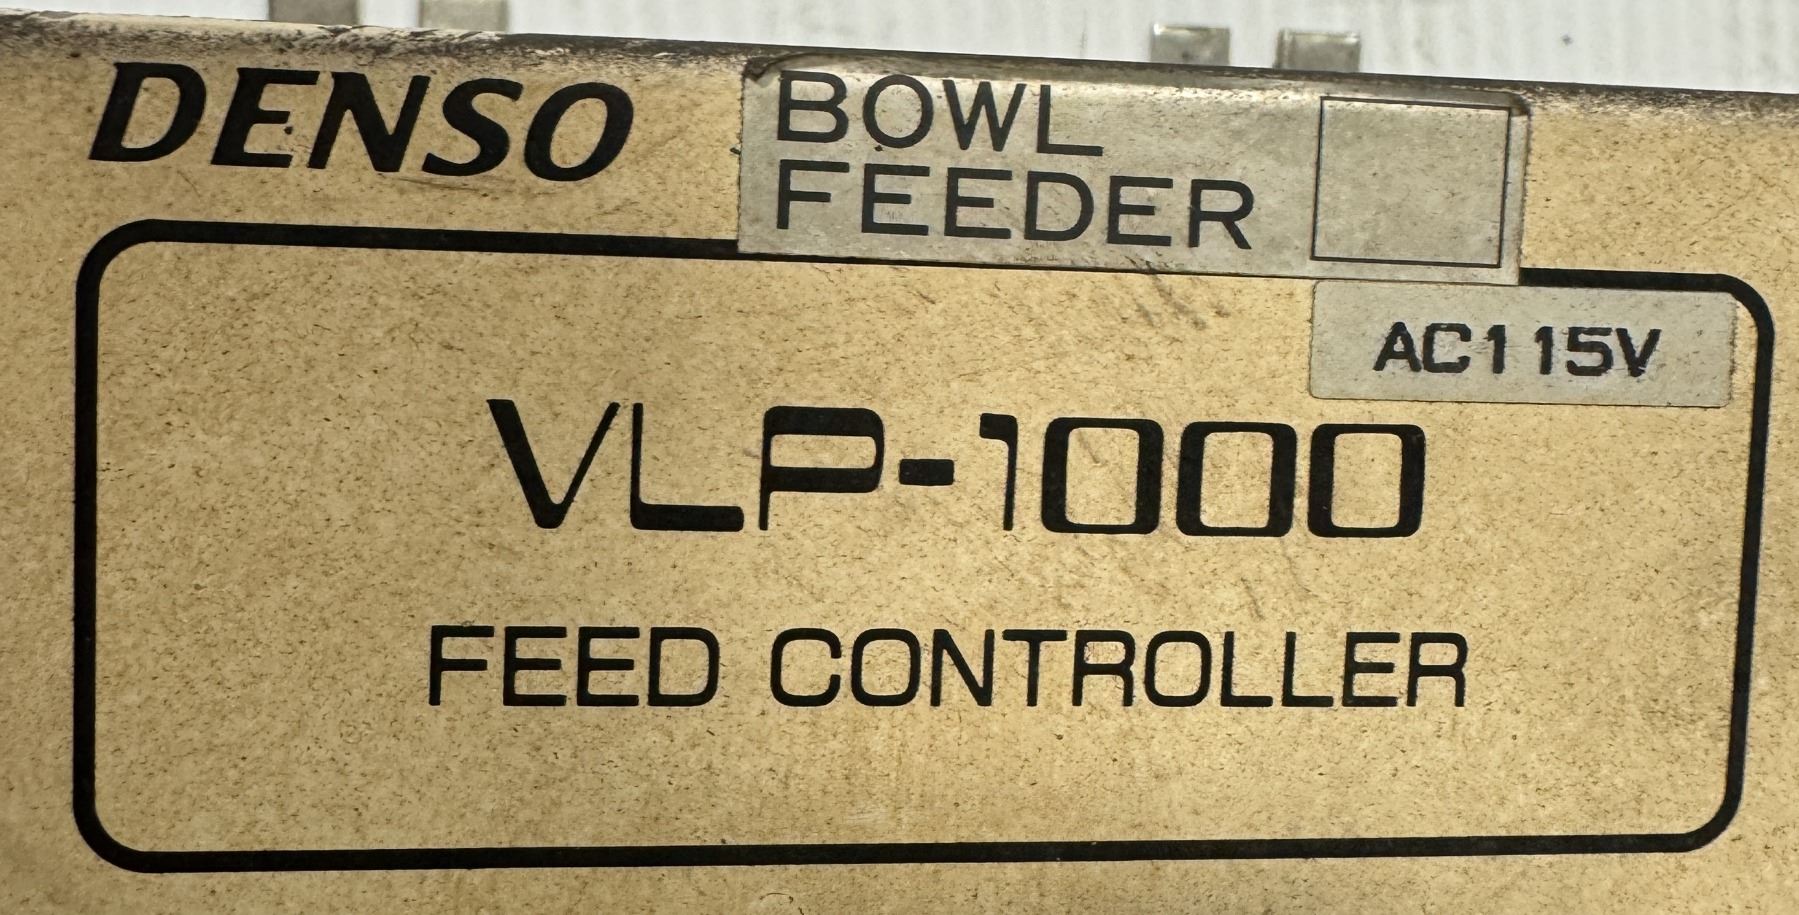 DENSO
BOWL
FEEDER
AC115V
VLP-1000
FEED CONTROLLER